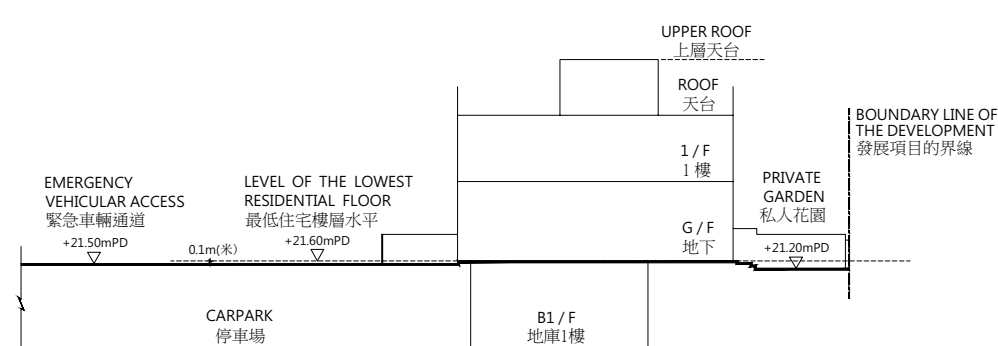 UPPER ROOF
上層天台
ROOF
天台
BOUNDARY LINE OF
THE DEVELOPMENT
發展項目的界線
1 / F
1 樓
EMERGENCY
VEHICULAR ACCESS
緊急車輛通道
+21.50mPD
LEVEL OF THE LOWEST
RESIDENTIAL FLOOR
最低住宅樓層水平
+21.60mPD
PRIVATE
GARDEN
私人花園
+21.20mPD
G / F
地下
0.1m(米)
CARPARK
停車場
B1 / F
地庫1樓